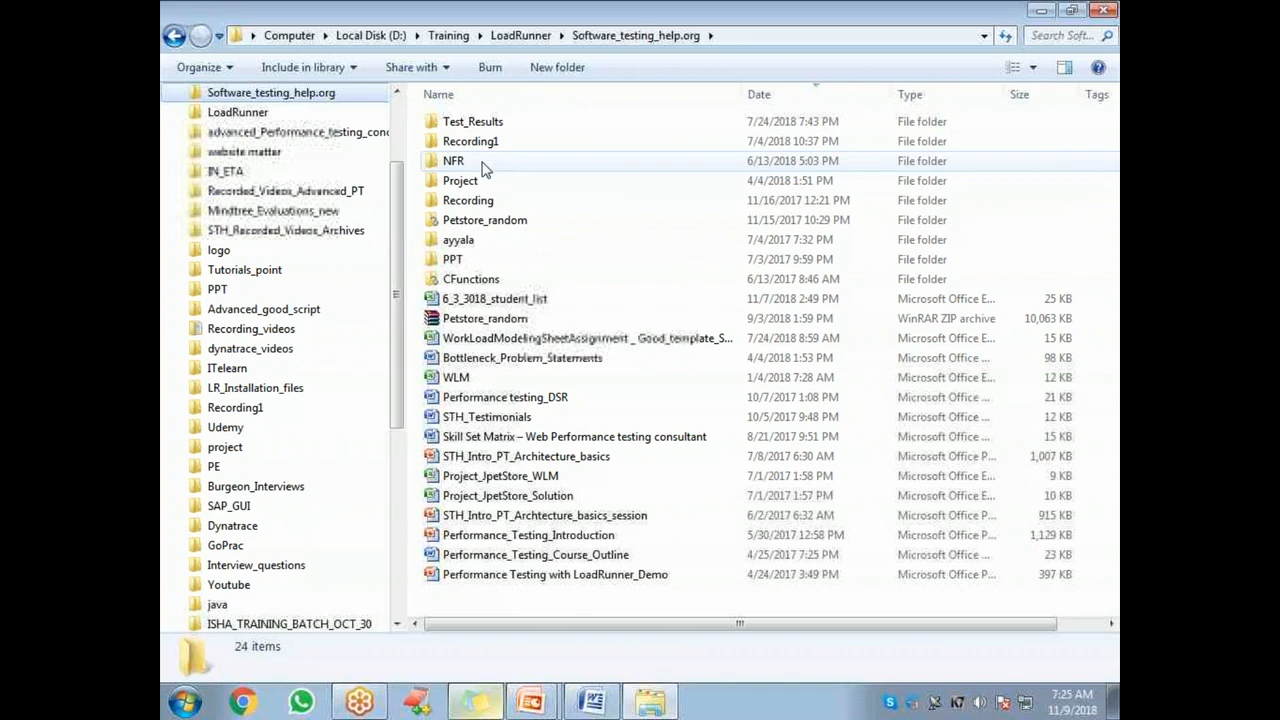 Computer Local Disk (D:) Training LoadRunner Software_testing_help.org Search Soft...
Organize Include in library Share with Burn New folder
Software_testing_help.org
LoadRunner
advanced_Performance_testing_conc
website matter
IN_ETA
Recorded_Videos_Advanced_PT
Mindtree_Evaluations_new
STH_Recorded_Videos_Archives
logo
Tutorials_point
PPT
Advanced_good_script
Recording_videos
dynatrace_videos
ITelearn
LR_Installation_files
Recording1
Udemy
project
PE
Burgeon_Interviews
SAP_GUI
Dynatrace
GoPrac
Interview_questions
Youtube
java
ISHA_TRAINING_BATCH_OCT_30
Name Date Type Size Tags
Test_Results 7/24/2018 7:43 PM File folder
Recording1 7/4/2018 10:37 PM File folder
NFR 6/13/2018 5:03 PM File folder
Project 4/4/2018 1:51 PM File folder
Recording 11/16/2017 12:21 PM File folder
Petstore_random 11/15/2017 10:29 PM File folder
ayyala 7/4/2017 7:32 PM File folder
PPT 7/3/2017 9:59 PM File folder
CFunctions 6/13/2017 8:46 AM File folder
6_3_3018_student_list 11/7/2018 2:49 PM Microsoft Office E... 25 KB
Petstore_random 9/3/2018 1:59 PM WinRAR ZIP archive 10,063 KB
WorkLoadModelingSheetAssignment _ Good_template_S... 7/24/2018 8:59 AM Microsoft Office E... 15 KB
Bottleneck_Problem_Statements 4/4/2018 1:53 PM Microsoft Office ... 98 KB
WLM 1/4/2018 7:28 AM Microsoft Office E... 12 KB
Performance testing_DSR 10/7/2017 1:08 PM Microsoft Office ... 21 KB
STH_Testimonials 10/5/2017 9:48 PM Microsoft Office ... 12 KB
Skill Set Matrix – Web Performance testing consultant 8/21/2017 9:51 PM Microsoft Office ... 15 KB
STH_Intro_PT_Architecture_basics 7/8/2017 6:30 AM Microsoft Office P... 1,007 KB
Project_JpetStore_WLM 7/1/2017 1:58 PM Microsoft Office E... 9 KB
Project_JpetStore_Solution 7/1/2017 1:57 PM Microsoft Office E... 10 KB
STH_Intro_PT_Archtecture_basics_session 6/2/2017 6:32 AM Microsoft Office P... 915 KB
Performance_Testing_Introduction 5/30/2017 12:58 PM Microsoft Office P... 1,129 KB
Performance_Testing_Course_Outline 4/25/2017 7:25 PM Microsoft Office ... 23 KB
Performance Testing with LoadRunner_Demo 4/24/2017 3:49 PM Microsoft Office P... 397 KB
24 items
7:25 AM
11/9/2018